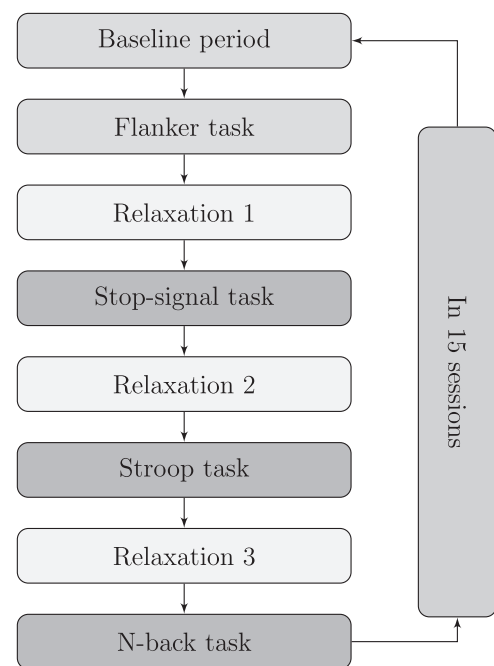 Baseline period
Flanker task
Relaxation 1
Stop-signal task
Relaxation 2
Stroop task
Relaxation 3
N-back task
In 15 sessions